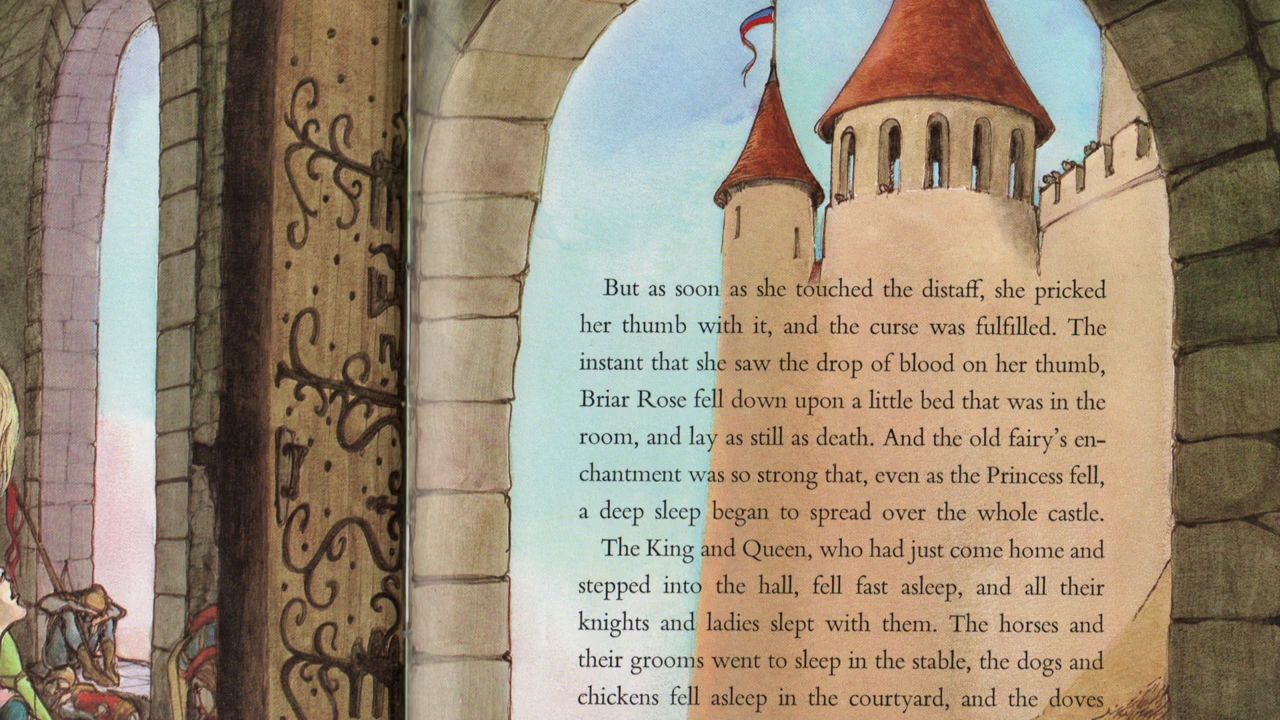 But as soon as she touched the distaff, she pricked
her thumb with it, and the curse was fulfilled. The
instant that she saw the drop of blood on her thumb,
Briar Rose fell down upon a little bed that was in the
room, and lay as still as death. And the old fairy's en-
chantment was so strong that, even as the Princess fell,
a deep sleep began to spread over the whole castle.
The King and Queen, who had just come home and
stepped into the hall, fell fast asleep, and all their
knights and ladies slept with them. The horses and
their grooms went to sleep in the stable, the dogs and
chickens fell asleep in the courtyard, and the doves